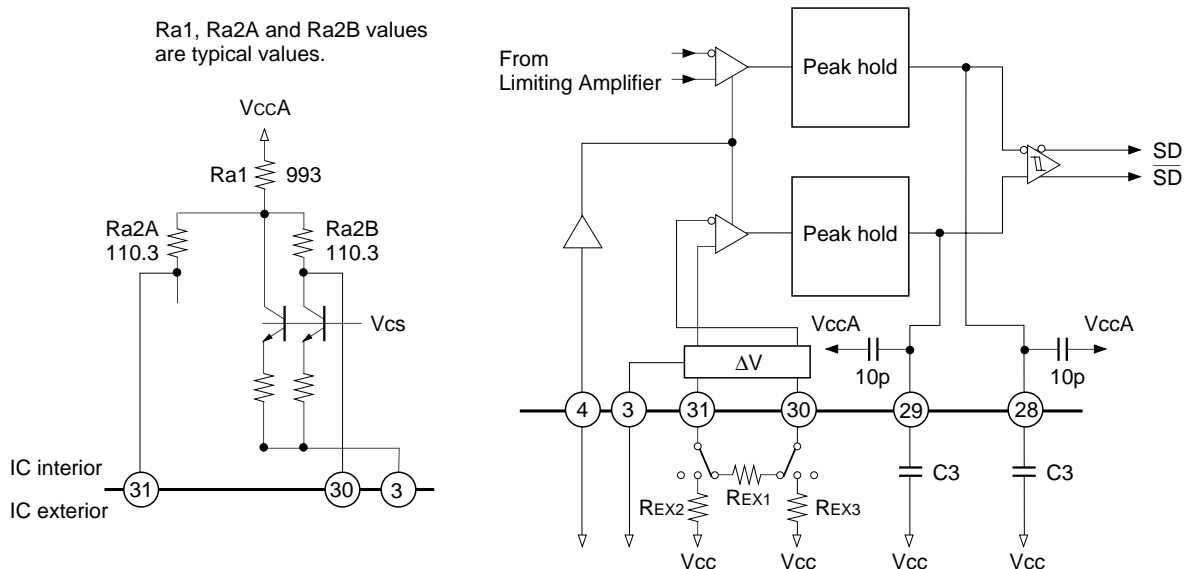 Ra1, Ra2A and Ra2B values
are typical values.
VCCA
Ra1
993
Ra2A
110.3
Ra2B
110.3
Vcs
IC interior
IC exterior
31
30
3
From
Limiting Amplifier
Peak hold
Peak hold
SD
SD
VccA
10p
VccA
10p
ΔV
4
3
31
30
29
28
REX1
REX2
REX3
C3
C3
Vcc
Vcc
Vcc
Vcc